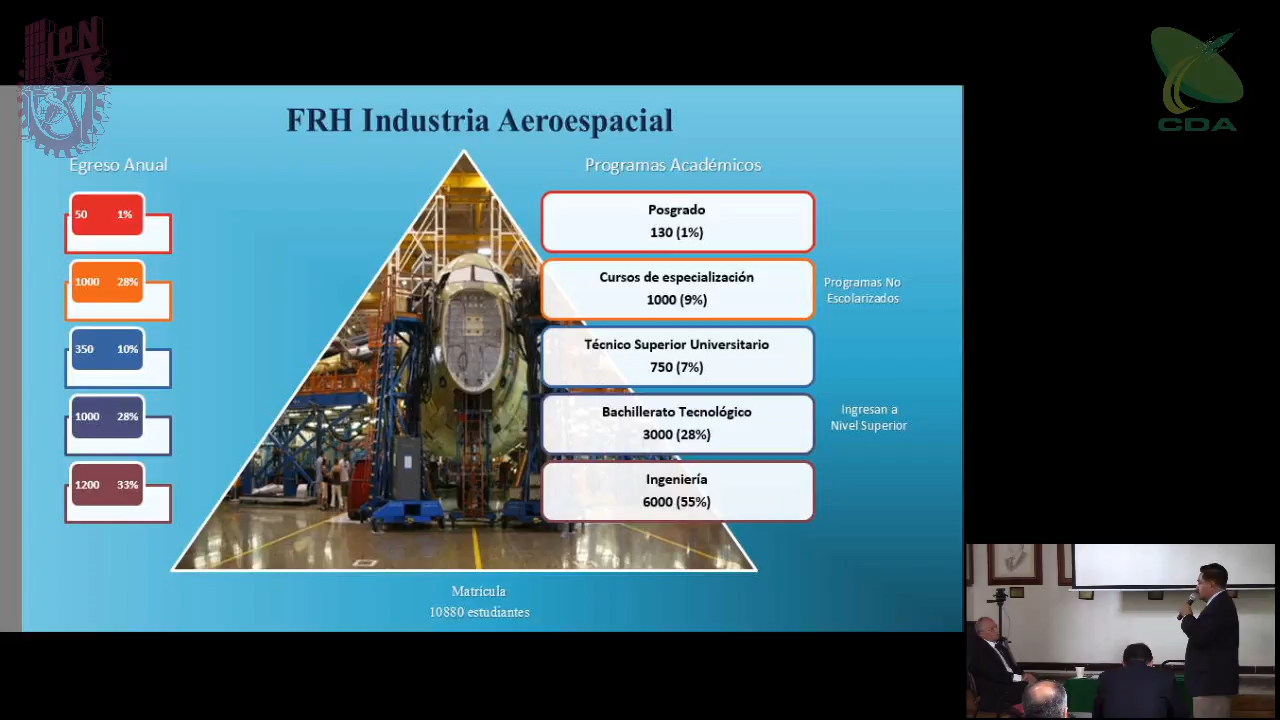 IPN
CDA
FRH Industria Aeroespacial
Egreso Anual
Programas Académicos
50 1%
Posgrado
130 (1%)
1000 28%
Cursos de especialización
1000 (9%)
Programas No
Escolarizados
350 10%
Técnico Superior Universitario
750 (7%)
1000 28%
Bachillerato Tecnológico
3000 (28%)
Ingresan a
Nivel Superior
1200 33%
Ingeniería
6000 (55%)
Matrícula
10880 estudiantes